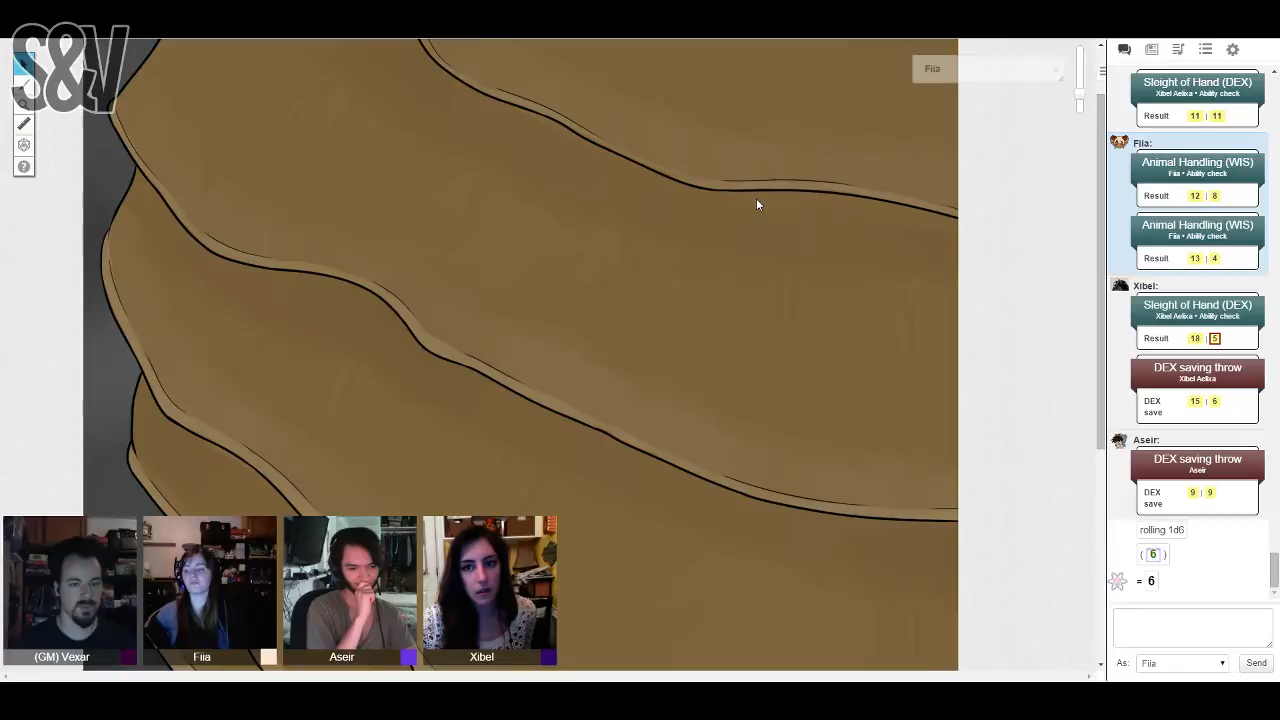 S&V
Fiia
Sleight of Hand (DEX)
Xibel Aelixa • Ability check
Result 11 | 11
Fiia:
Animal Handling (WIS)
Fiia • Ability check
Result 12 | 8
Animal Handling (WIS)
Fiia • Ability check
Result 13 | 4
Xibel:
Sleight of Hand (DEX)
Xibel Aelixa • Ability check
Result 18 | 5
DEX saving throw
Xibel Aelixa
DEX save 15 | 6
Aseir:
DEX saving throw
Aseir
DEX save 9 | 9
rolling 1d6
( 6 )
= 6
As: Fiia Send
(GM) Vexar
Fiia
Aseir
Xibel